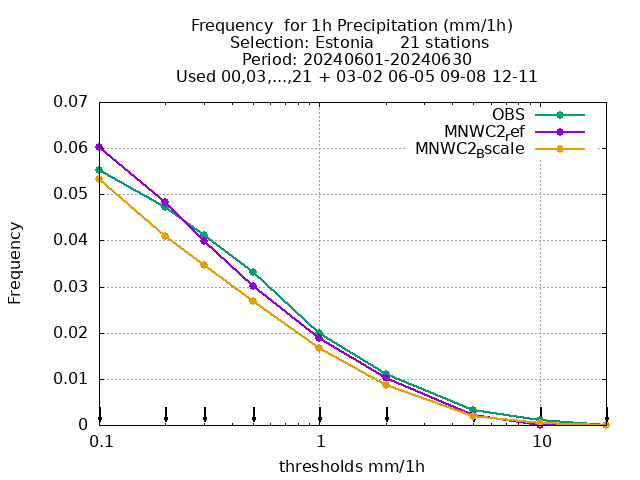 Frequency  for 1h Precipitation (mm/1h)
Selection: Estonia     21 stations
Period: 20240601-20240630
Used 00,03,...,21 + 03-02 06-05 09-08 12-11
OBS
MNWC2ref
MNWC2Bscale
Frequency
0.07
0.06
0.05
0.04
0.03
0.02
0.01
0
0.1 1 10
thresholds mm/1h